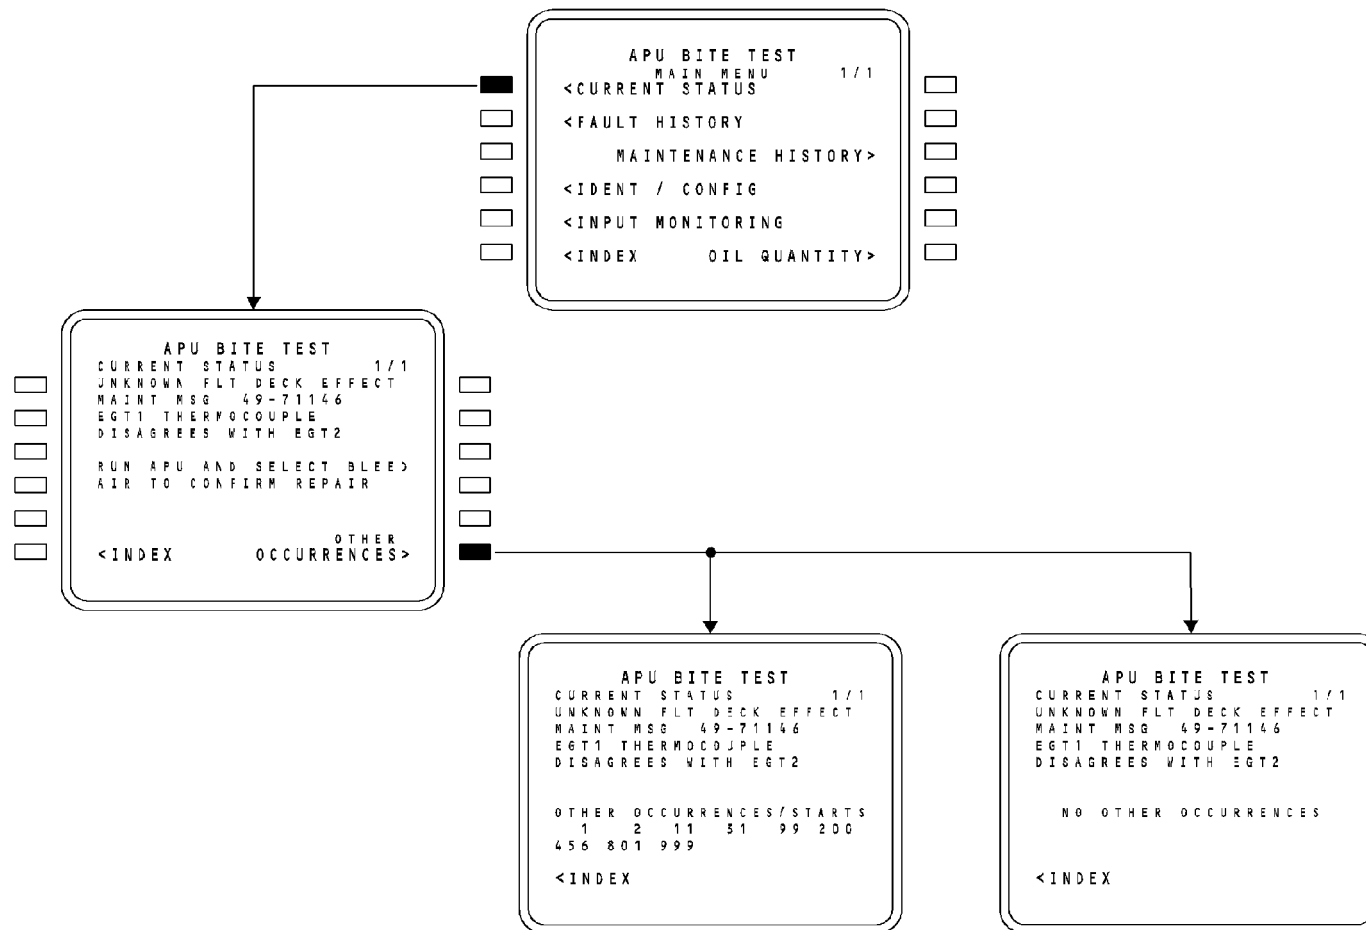 APU BITE TEST
MAIN MENU 1/1
<CURRENT STATUS
<FAULT HISTORY
MAINTENANCE HISTORY>
<IDENT / CONFIG
<INPUT MONITORING
<INDEX OIL QUANTITY>
APU BITE TEST
CURRENT STATUS 1/1
UNKNOWN FLT DECK EFFECT
MAINT MSG 49-71146
EGT1 THERMOCOUPLE
DISAGREES WITH EGT2
RUN APU AND SELECT BLEED
AIR TO CONFIRM REPAIR
OTHER
<INDEX OCCURRENCES>
APU BITE TEST
CURRENT STATUS 1/1
UNKNOWN FLT DECK EFFECT
MAINT MSG 49-71146
EGT1 THERMOCOUPLE
DISAGREES WITH EGT2
OTHER OCCURRENCES/STARTS
1 2 11 31 99 200
456 801 999
<INDEX
APU BITE TEST
CURRENT STATUS 1/1
UNKNOWN FLT DECK EFFECT
MAINT MSG 49-71146
EGT1 THERMOCOUPLE
DISAGREES WITH EGT2
NO OTHER OCCURRENCES
<INDEX